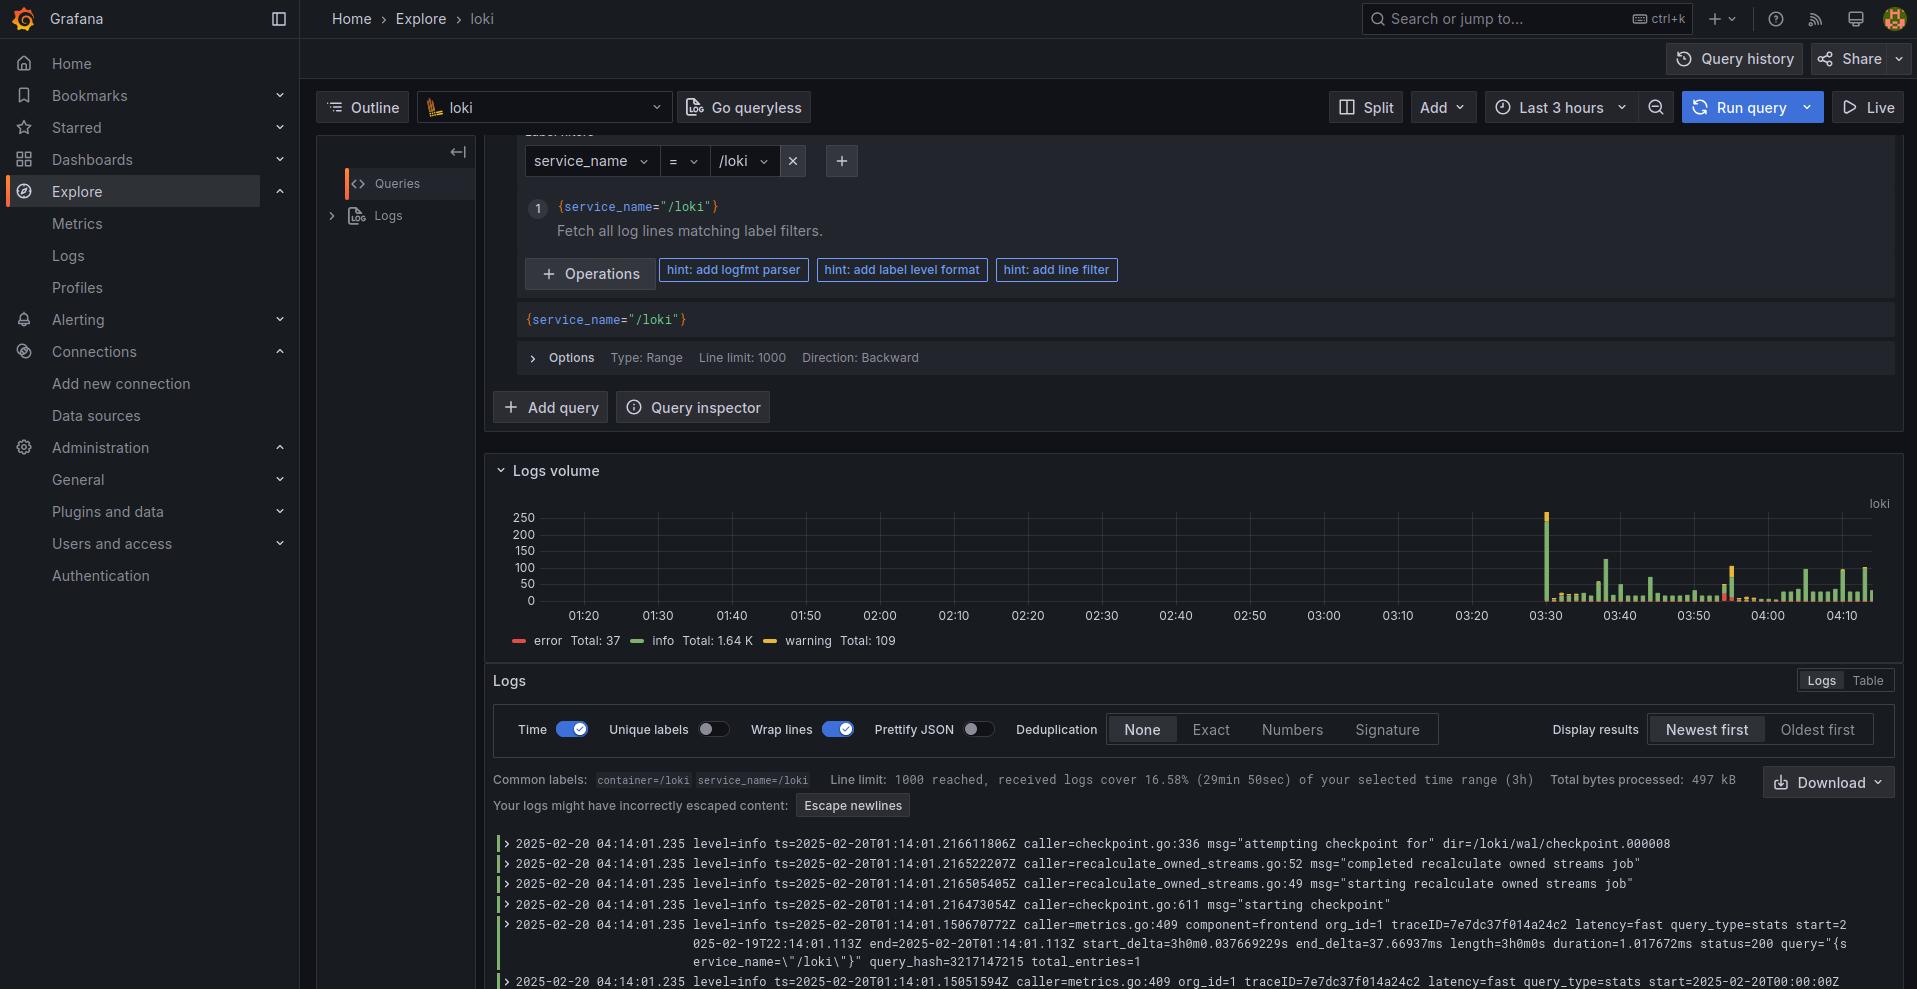 Grafana
Home › Explore › loki
Search or jump to...
ctrl+k
Query history
Share
Home
Bookmarks
Starred
Dashboards
Explore
Metrics
Logs
Profiles
Alerting
Connections
Add new connection
Data sources
Administration
General
Plugins and data
Users and access
Authentication
Outline
loki
Go queryless
Split
Add
Last 3 hours
Run query
Live
Queries
Logs
Label filters
service_name
=
/loki
1
{service_name="/loki"}
Fetch all log lines matching label filters.
Operations
hint: add logfmt parser
hint: add label level format
hint: add line filter
{service_name="/loki"}
Options Type: Range Line limit: 1000 Direction: Backward
Add query
Query inspector
Logs volume
loki
250
200
150
100
50
0
01:20 01:30 01:40 01:50 02:00 02:10 02:20 02:30 02:40 02:50 03:00 03:10 03:20 03:30 03:40 03:50 04:00 04:10
error Total: 37 info Total: 1.64 K warning Total: 109
Logs
Logs Table
Time Unique labels Wrap lines Prettify JSON Deduplication None Exact Numbers Signature Display results Newest first Oldest first
Common labels: container=/loki service_name=/loki Line limit: 1000 reached, received logs cover 16.58% (29min 50sec) of your selected time range (3h) Total bytes processed: 497 kB
Download
Your logs might have incorrectly escaped content: Escape newlines
2025-02-20 04:14:01.235 level=info ts=2025-02-20T01:14:01.216611806Z caller=checkpoint.go:336 msg="attempting checkpoint for" dir=/loki/wal/checkpoint.000008
2025-02-20 04:14:01.235 level=info ts=2025-02-20T01:14:01.216522207Z caller=recalculate_owned_streams.go:52 msg="completed recalculate owned streams job"
2025-02-20 04:14:01.235 level=info ts=2025-02-20T01:14:01.216505405Z caller=recalculate_owned_streams.go:49 msg="starting recalculate owned streams job"
2025-02-20 04:14:01.235 level=info ts=2025-02-20T01:14:01.216473054Z caller=checkpoint.go:611 msg="starting checkpoint"
2025-02-20 04:14:01.235 level=info ts=2025-02-20T01:14:01.150670772Z caller=metrics.go:409 component=frontend org_id=1 traceID=7e7dc37f014a24c2 latency=fast query_type=stats start=2
025-02-19T22:14:01.113Z end=2025-02-20T01:14:01.113Z start_delta=3h0m0.037669229s end_delta=37.66937ms length=3h0m0s duration=1.017672ms status=200 query="{s
ervice_name=\"/loki\"}" query_hash=3217147215 total_entries=1
2025-02-20 04:14:01.235 level=info ts=2025-02-20T01:14:01.15051594Z caller=metrics.go:409 org_id=1 traceID=7e7dc37f014a24c2 latency=fast query_type=stats start=2025-02-20T00:00:00Z